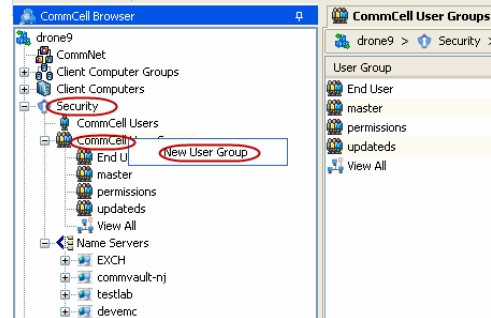 CommCell Browser
drone9
CommNet
Client Computer Groups
Client Computers
Security
CommCell Users
CommCell
New User Group
End U
master
permissions
updateds
View All
Name Servers
EXCH
commvault-nj
testlab
devemc
CommCell User Groups
drone9 > Security >
User Group
End User
master
permissions
updateds
View All